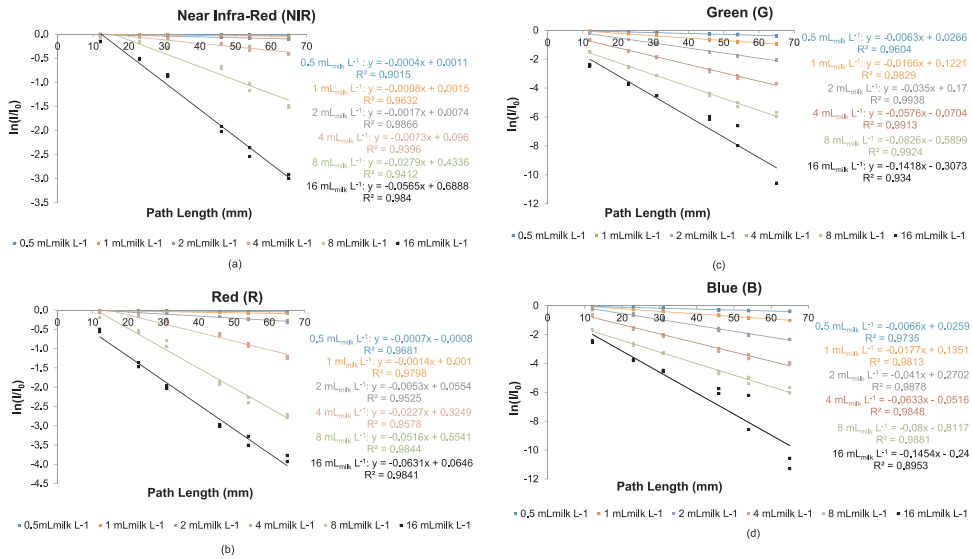 Near Infra-Red (NIR)
0 10 20 30 40 50 60 70
0.0
-0.5
-1.0
-1.5
-2.0
-2.5
-3.0
-3.5
ln(I/I₀)
0.5 mLmilk L⁻¹: y = -0.0004x + 0.0011
R² = 0.9015
1 mLmilk L⁻¹: y = -0.0008x + 0.0015
R² = 0.9632
2 mLmilk L⁻¹: y = -0.0017x + 0.0074
R² = 0.9866
4 mLmilk L⁻¹: y = -0.0073x + 0.096
R² = 0.9396
8 mLmilk L⁻¹: y = -0.0279x + 0.4336
R² = 0.9412
16 mLmilk L⁻¹: y = -0.0565x + 0.6888
R² = 0.984
Path Length (mm)
0.5 mLmilk L-1 1 mLmilk L-1 2 mLmilk L-1 4 mLmilk L-1 8 mLmilk L-1 16 mLmilk L-1
(a)
Red (R)
0 10 20 30 40 50 60 70
0.0
-0.5
-1.0
-1.5
-2.0
-2.5
-3.0
-3.5
-4.0
-4.5
ln(I/I₀)
0.5 mLmilk L⁻¹: y = -0.0007x - 0.0008
R² = 0.9681
1 mLmilk L⁻¹: y = -0.0014x + 0.001
R² = 0.9798
2 mLmilk L⁻¹: y = -0.0053x + 0.0554
R² = 0.9525
4 mLmilk L⁻¹: y = -0.0227x + 0.3249
R² = 0.9578
8 mLmilk L⁻¹: y = -0.0516x + 0.5541
R² = 0.9844
16 mLmilk L⁻¹: y = -0.0631x + 0.0646
R² = 0.9841
Path Length (mm)
0.5mLmilk L-1 1 mLmilk L-1 2 mLmilk L-1 4 mLmilk L-1 8 mLmilk L-1 16 mLmilk L-1
(b)
Green (G)
0 10 20 30 40 50 60 70
0
-2
-4
-6
-8
-10
-12
ln(I/I₀)
0.5 mLmilk L⁻¹: y = -0.0063x + 0.0266
R² = 0.9604
1 mLmilk L⁻¹: y = -0.0166x + 0.1221
R² = 0.9829
2 mLmilk L⁻¹: y = -0.035x + 0.17
R² = 0.9938
4 mLmilk L⁻¹: y = -0.0576x - 0.0704
R² = 0.9913
8 mLmilk L⁻¹: y = -0.0826x - 0.5899
R² = 0.9924
16 mLmilk L⁻¹: y = -0.1418x - 0.3073
R² = 0.934
Path Length (mm)
0.5 mLmilk L-1 1 mLmilk L-1 2 mLmilk L-1 4 mLmilk L-1 8 mLmilk L-1 16 mLmilk L-1
(c)
Blue (B)
0 10 20 30 40 50 60 70
0
-2
-4
-6
-8
-10
-12
ln(I/I₀)
0.5 mLmilk L⁻¹ = -0.0066x + 0.0259
R² = 0.9735
1 mLmilk L⁻¹ = -0.0177x + 0.1351
R² = 0.9813
2 mLmilk L⁻¹ = -0.041x + 0.2702
R² = 0.9878
4 mLmilk L⁻¹ = -0.0633x - 0.0516
R² = 0.9848
8 mLmilk L⁻¹ = -0.08x - 0.8117
R² = 0.9881
16 mLmilk L⁻¹ = -0.1454x - 0.24
R² = 0.8953
Path Length (mm)
0.5 mLmilk L-1 1 mLmilk L-1 2 mLmilk L-1 4 mLmilk L-1 8 mLmilk L-1 16 mLmilk L-1
(d)